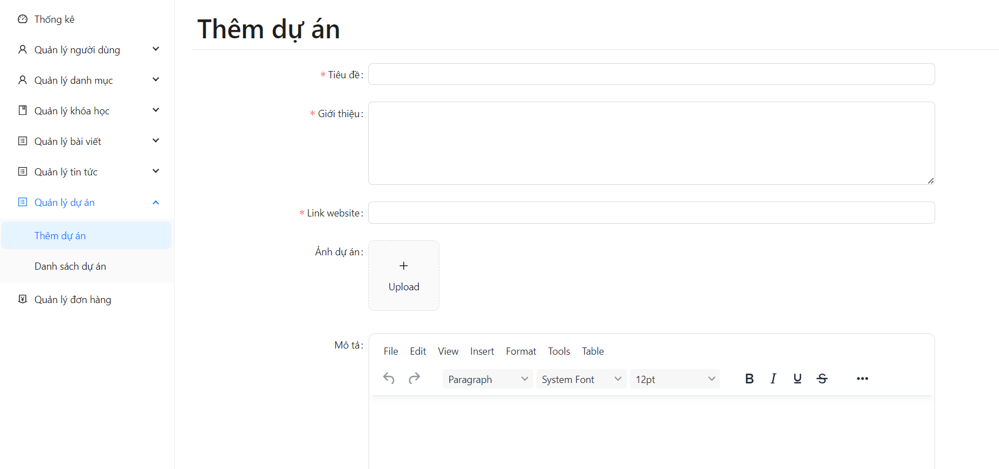 Thống kê
Quản lý người dùng
Quản lý danh mục
Quản lý khóa học
Quản lý bài viết
Quản lý tin tức
Quản lý dự án
Thêm dự án
Danh sách dự án
Quản lý đơn hàng
Thêm dự án
* Tiêu đề:
* Giới thiệu:
* Link website:
Ảnh dự án:
Upload
Mô tả:
File Edit View Insert Format Tools Table
Paragraph System Font 12pt B I U S